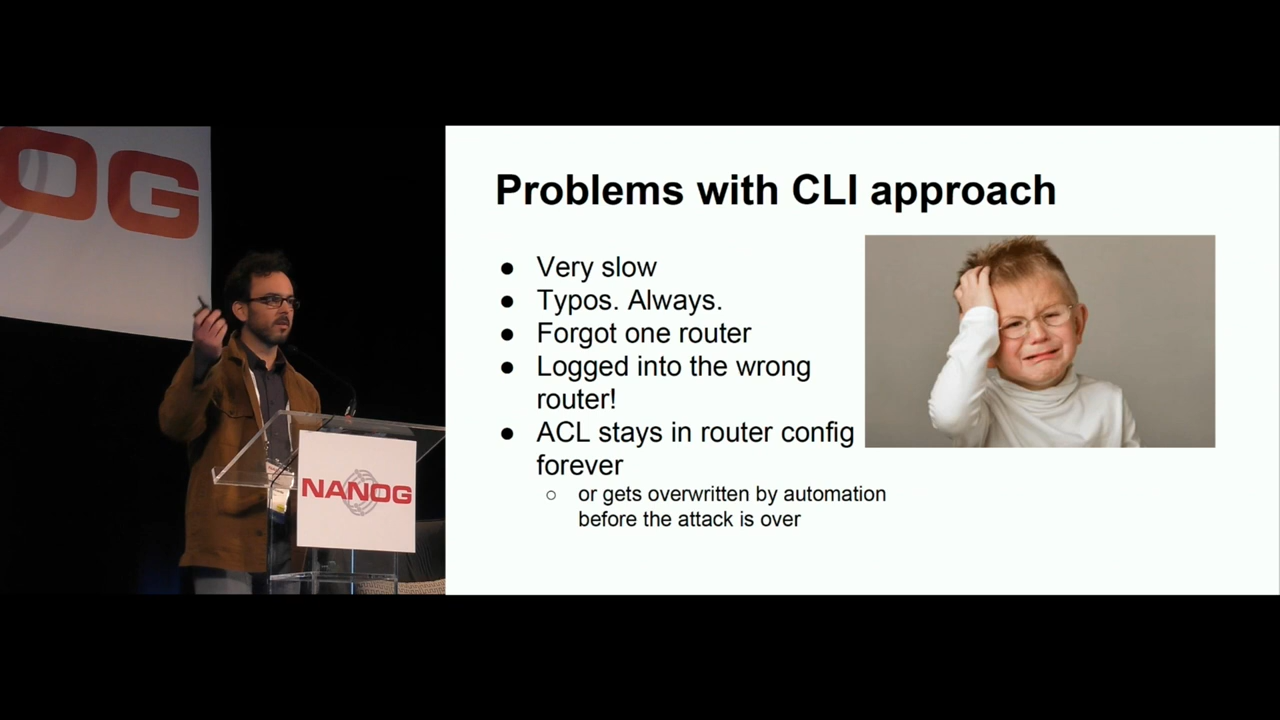 OG
NANOG
Problems with CLI approach
● Very slow
● Typos. Always.
● Forgot one router
● Logged into the wrong
router!
● ACL stays in router config
forever
○ or gets overwritten by automation
before the attack is over